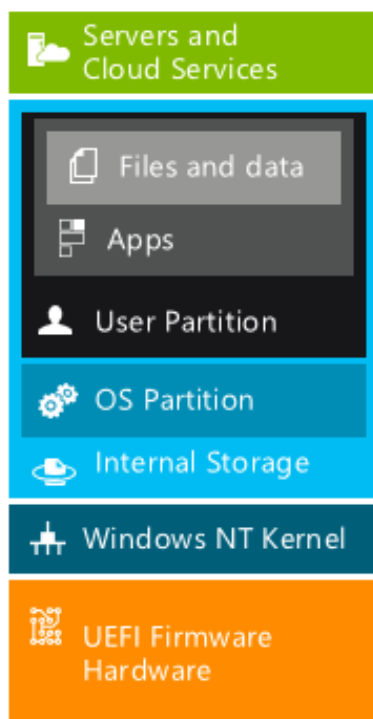 Servers and
Cloud Services
Files and data
Apps
User Partition
OS Partition
Internal Storage
Windows NT Kernel
UEFI Firmware
Hardware